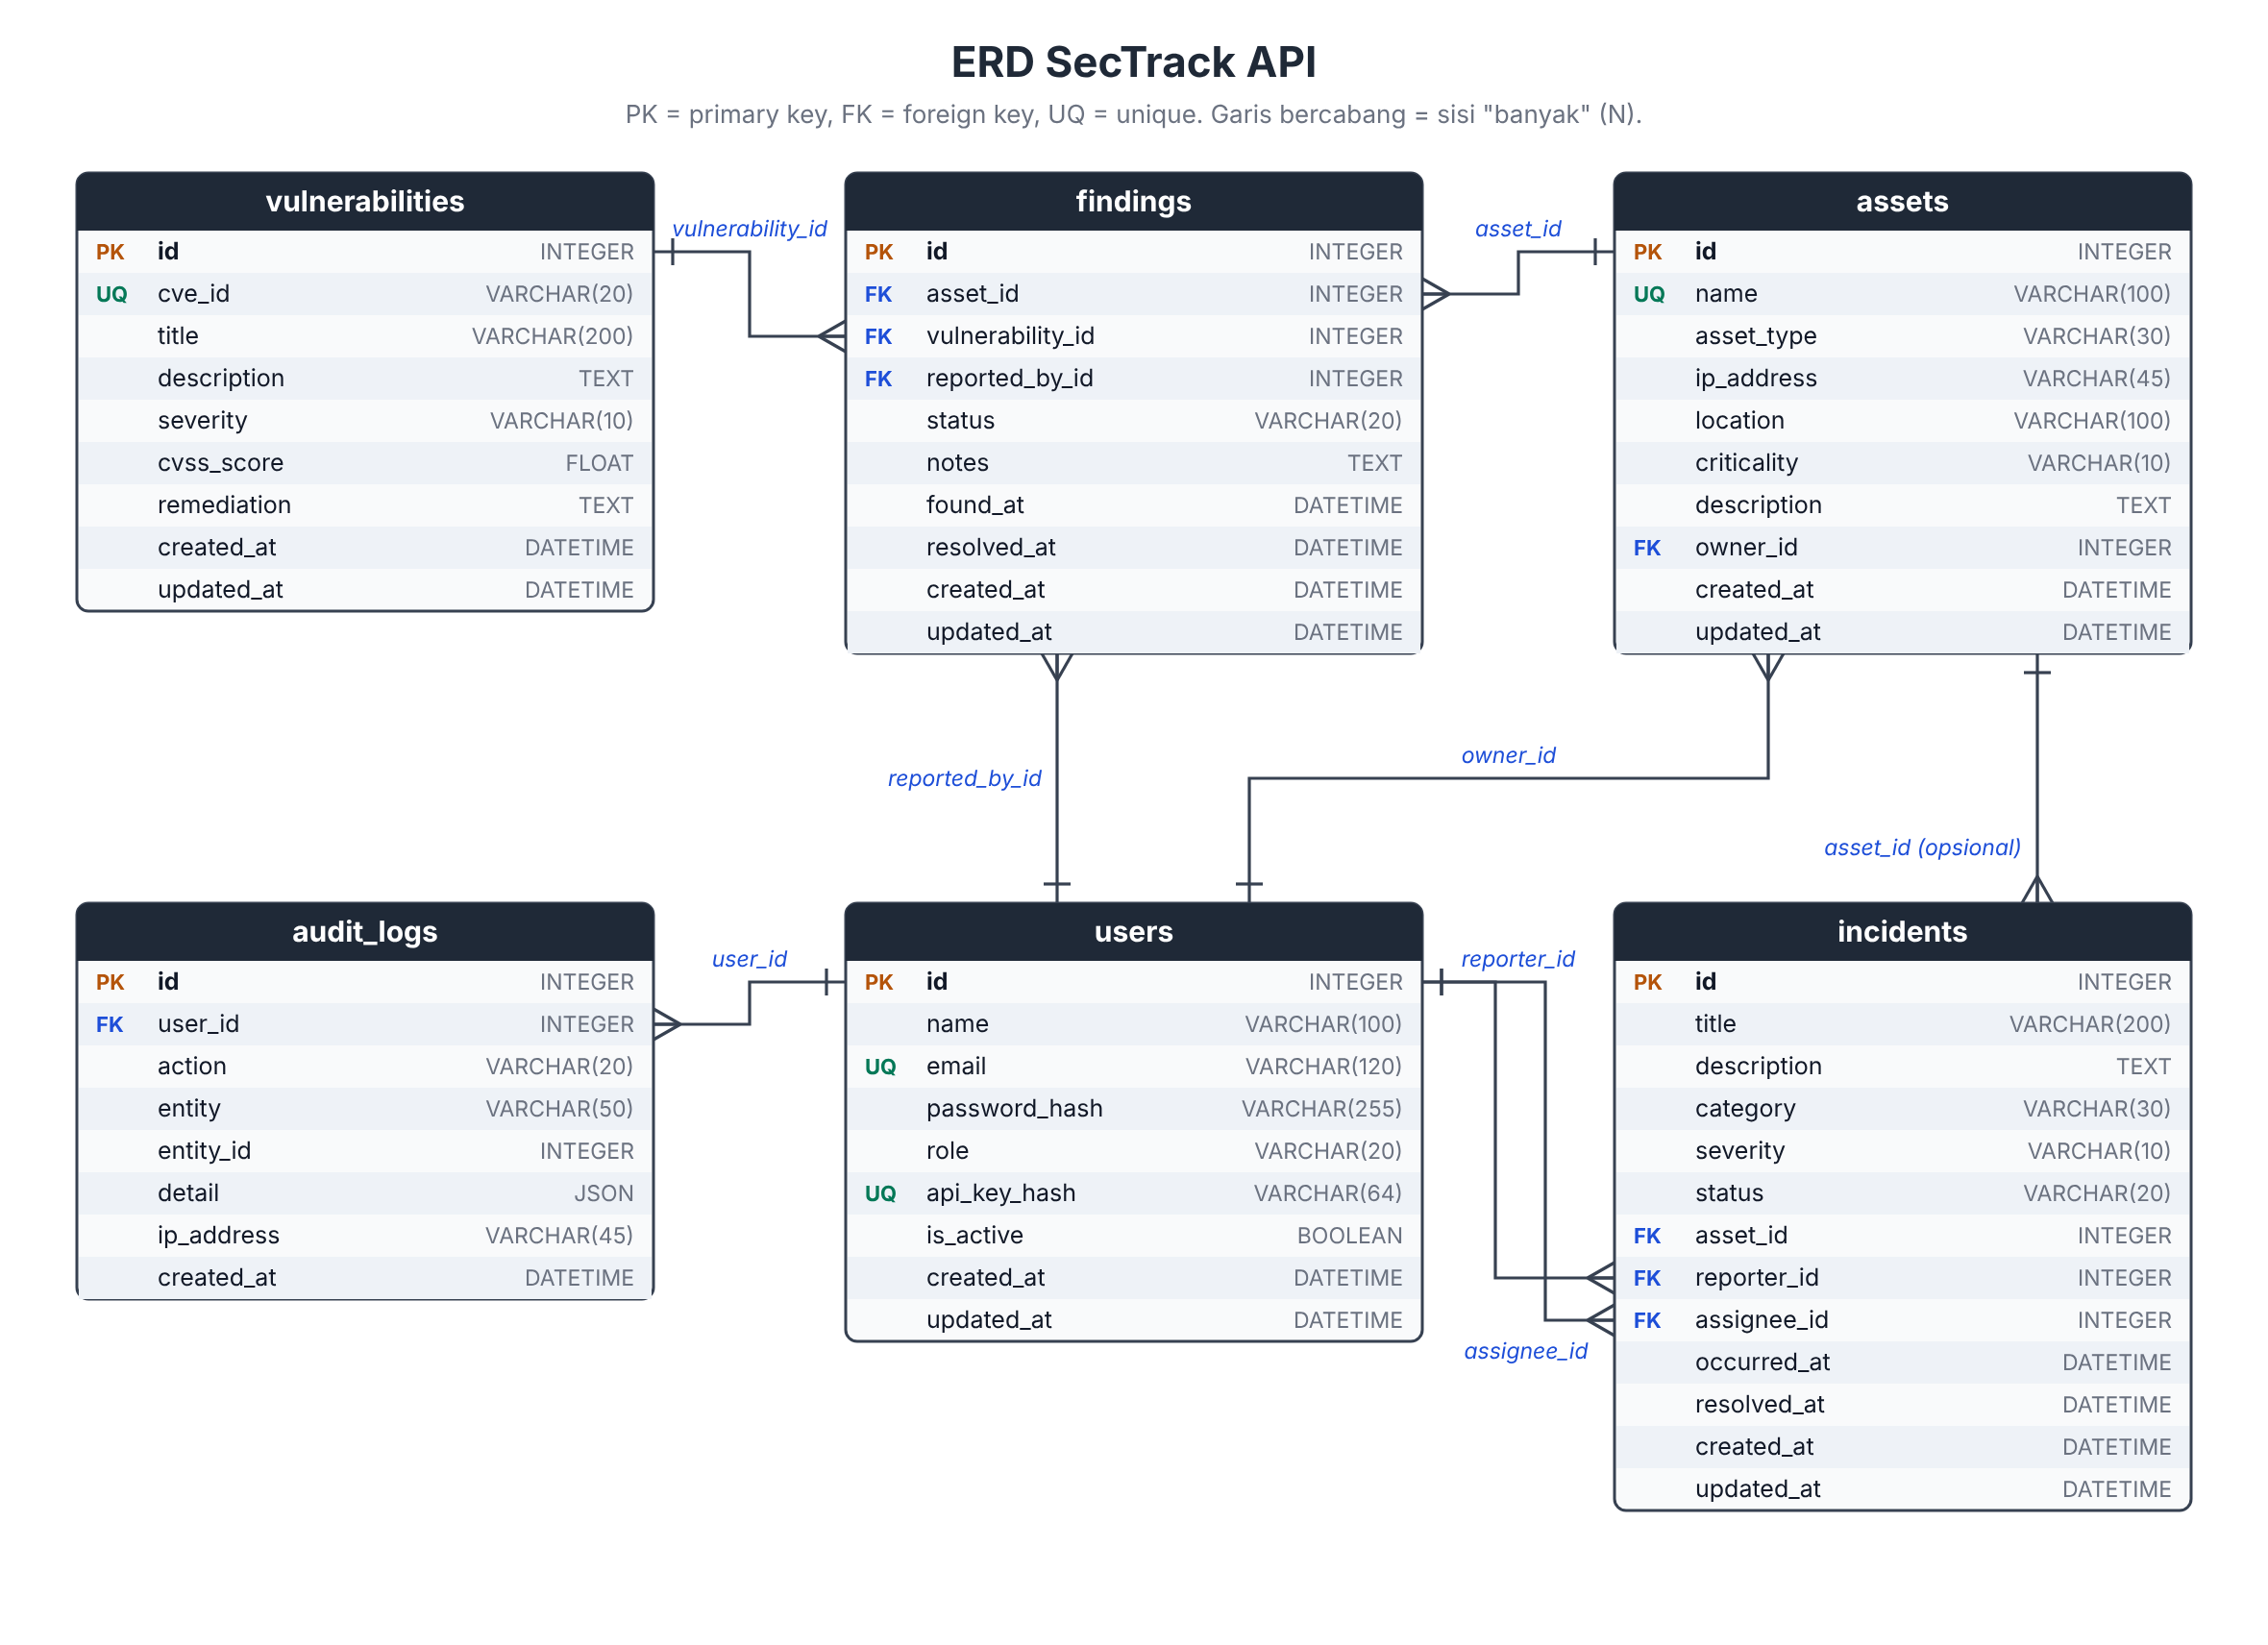 ERD SecTrack API
PK = primary key, FK = foreign key, UQ = unique. Garis bercabang = sisi "banyak" (N).
vulnerabilities
PK id INTEGER
UQ cve_id VARCHAR(20)
title VARCHAR(200)
description TEXT
severity VARCHAR(10)
cvss_score FLOAT
remediation TEXT
created_at DATETIME
updated_at DATETIME
vulnerability_id
findings
PK id INTEGER
FK asset_id INTEGER
FK vulnerability_id INTEGER
FK reported_by_id INTEGER
status VARCHAR(20)
notes TEXT
found_at DATETIME
resolved_at DATETIME
created_at DATETIME
updated_at DATETIME
asset_id
assets
PK id INTEGER
UQ name VARCHAR(100)
asset_type VARCHAR(30)
ip_address VARCHAR(45)
location VARCHAR(100)
criticality VARCHAR(10)
description TEXT
FK owner_id INTEGER
created_at DATETIME
updated_at DATETIME
reported_by_id
owner_id
asset_id (opsional)
audit_logs
PK id INTEGER
FK user_id INTEGER
action VARCHAR(20)
entity VARCHAR(50)
entity_id INTEGER
detail JSON
ip_address VARCHAR(45)
created_at DATETIME
user_id
users
PK id INTEGER
name VARCHAR(100)
UQ email VARCHAR(120)
password_hash VARCHAR(255)
role VARCHAR(20)
UQ api_key_hash VARCHAR(64)
is_active BOOLEAN
created_at DATETIME
updated_at DATETIME
reporter_id
assignee_id
incidents
PK id INTEGER
title VARCHAR(200)
description TEXT
category VARCHAR(30)
severity VARCHAR(10)
status VARCHAR(20)
FK asset_id INTEGER
FK reporter_id INTEGER
FK assignee_id INTEGER
occurred_at DATETIME
resolved_at DATETIME
created_at DATETIME
updated_at DATETIME